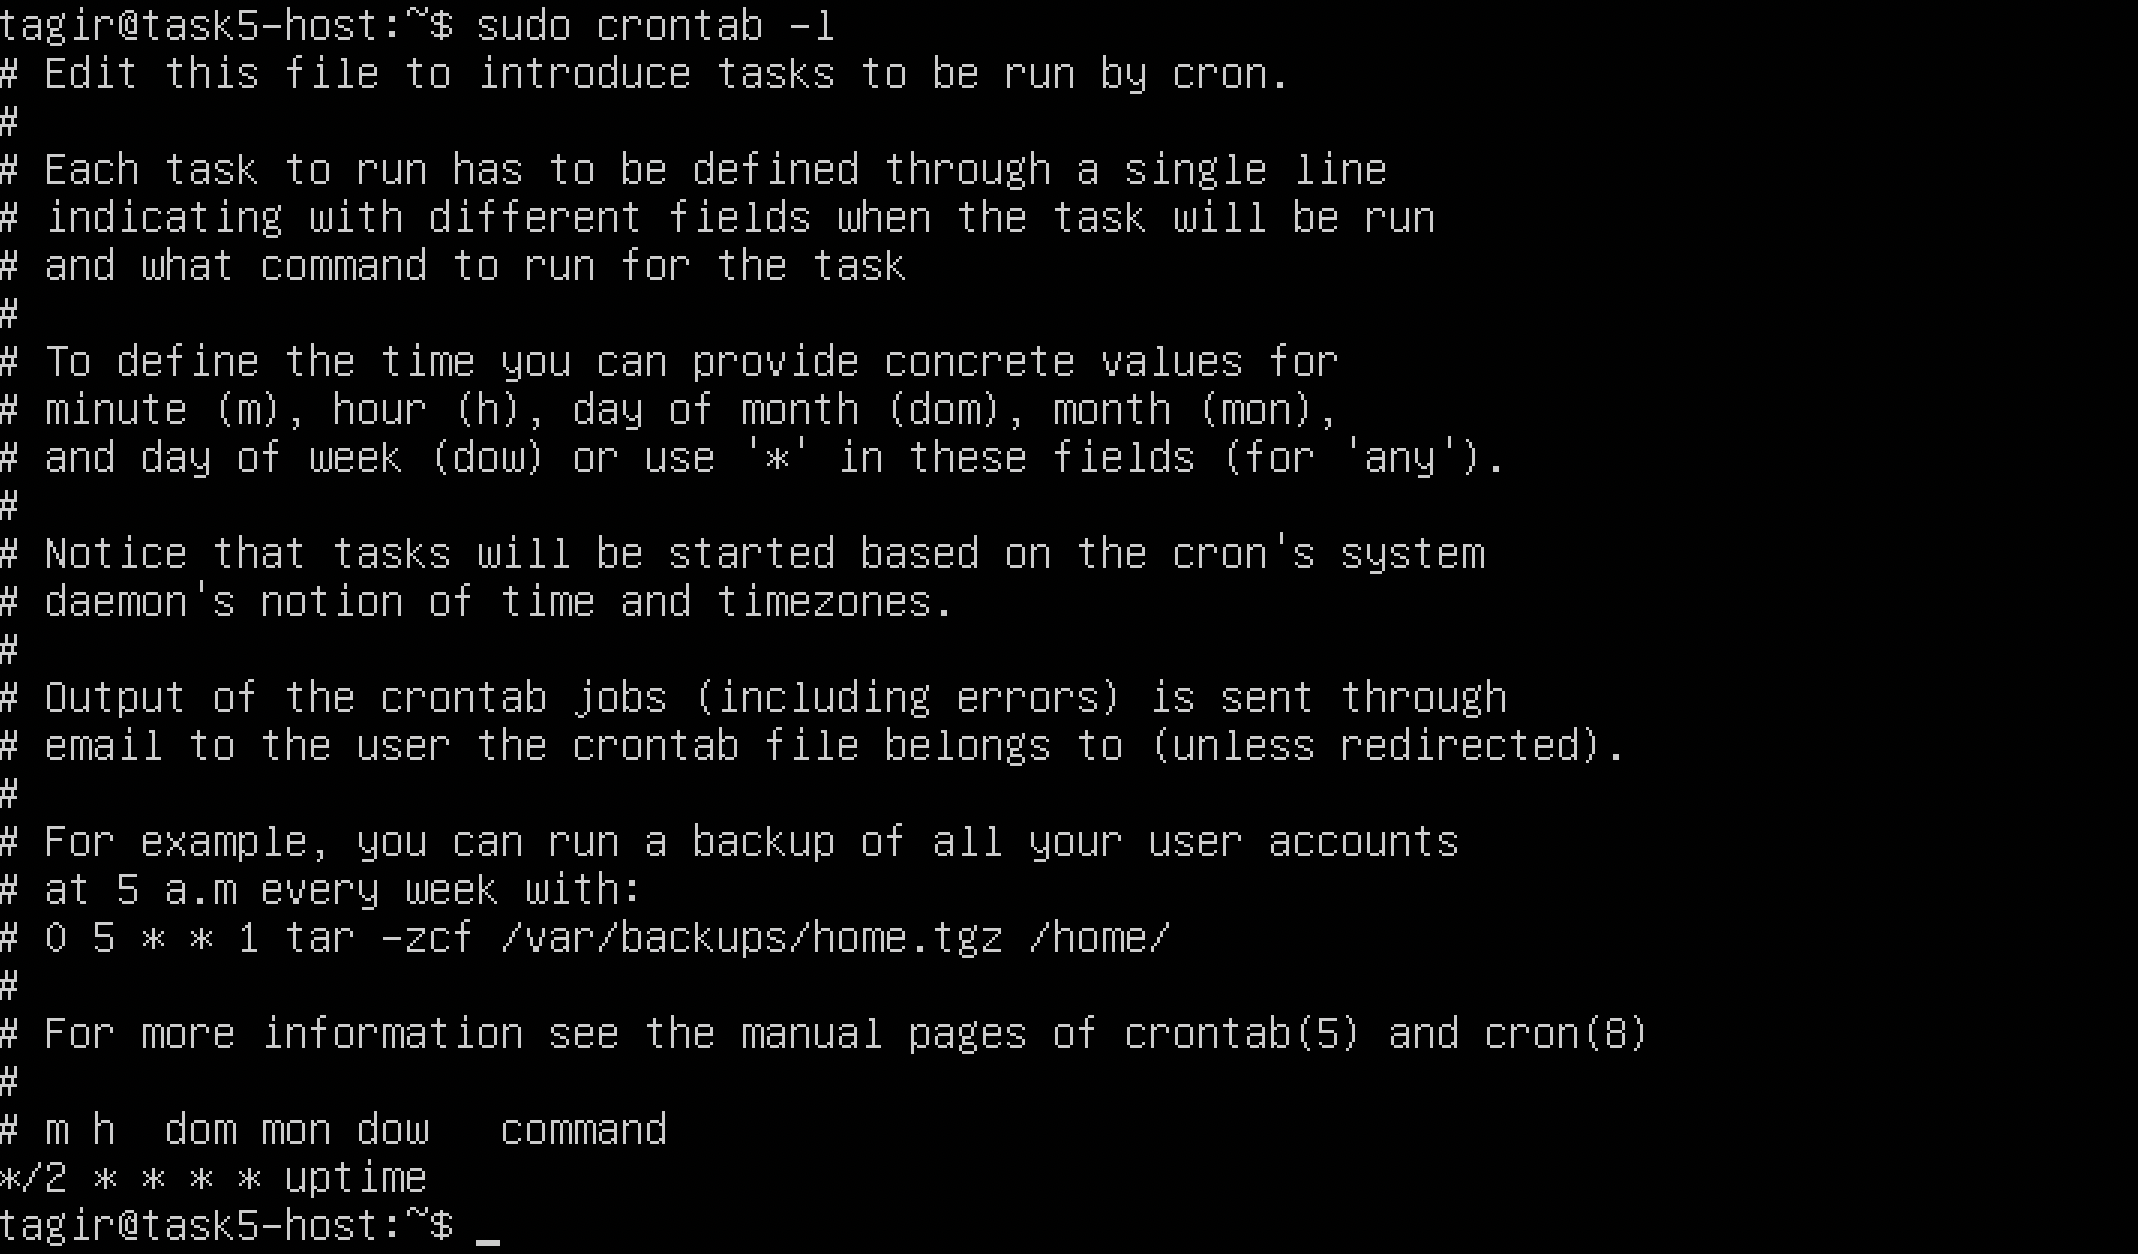 tagir@task5-host:~$ sudo crontab -l
# Edit this file to introduce tasks to be run by cron.
#
# Each task to run has to be defined through a single line
# indicating with different fields when the task will be run
# and what command to run for the task
#
# To define the time you can provide concrete values for
# minute (m), hour (h), day of month (dom), month (mon),
# and day of week (dow) or use '*' in these fields (for 'any').
#
# Notice that tasks will be started based on the cron's system
# daemon's notion of time and timezones.
#
# Output of the crontab jobs (including errors) is sent through
# email to the user the crontab file belongs to (unless redirected).
#
# For example, you can run a backup of all your user accounts
# at 5 a.m every week with:
# 0 5 * * 1 tar -zcf /var/backups/home.tgz /home/
#
# For more information see the manual pages of crontab(5) and cron(8)
#
# m h  dom mon dow   command
*/2 * * * * uptime
tagir@task5-host:~$ _